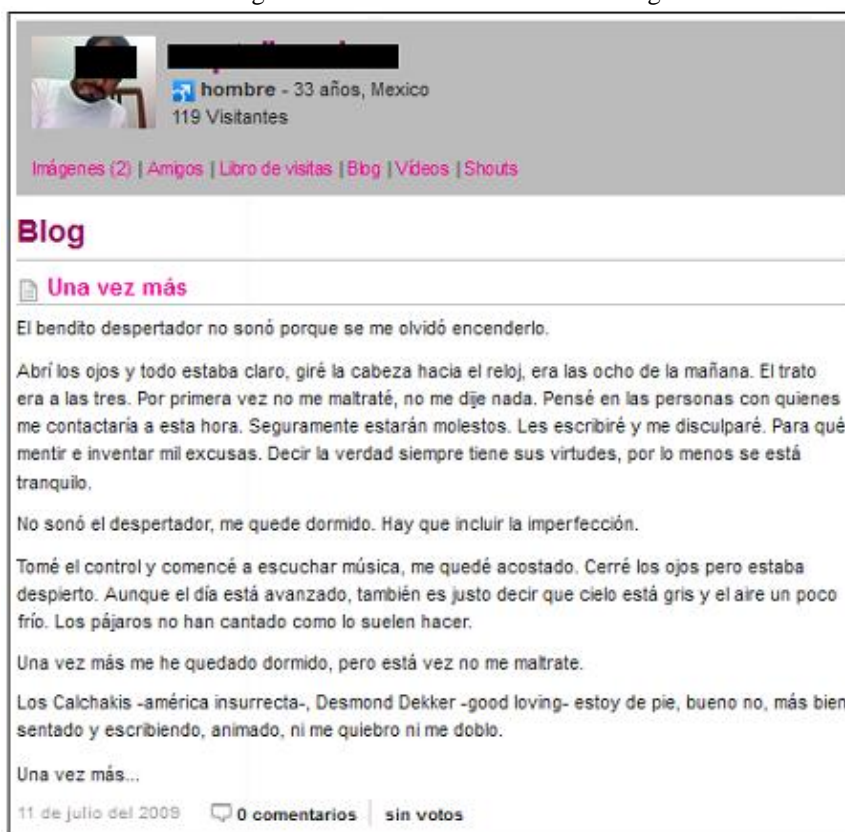 hombre - 33 años, Mexico
119 Visitantes
Imágenes (2) | Amigos | Libro de visitas | Blog | Vídeos | Shouts
Blog
Una vez más
El bendito despertador no sonó porque se me olvidó encenderlo.
Abrí los ojos y todo estaba claro, giré la cabeza hacia el reloj, era las ocho de la mañana. El trato
era a las tres. Por primera vez no me maltraté, no me dije nada. Pensé en las personas con quienes
me contactaría a esta hora. Seguramente estarán molestos. Les escribiré y me disculparé. Para qué
mentir e inventar mil excusas. Decir la verdad siempre tiene sus virtudes, por lo menos se está
tranquilo.
No sonó el despertador, me quede dormido. Hay que incluir la imperfección.
Tomé el control y comencé a escuchar música, me quedé acostado. Cerré los ojos pero estaba
despierto. Aunque el día está avanzado, también es justo decir que cielo está gris y el aire un poco
frío. Los pájaros no han cantado como lo suelen hacer.
Una vez más me he quedado dormido, pero está vez no me maltrate.
Los Calchakis -américa insurrecta-, Desmond Dekker -good loving- estoy de pie, bueno no, más bien
sentado y escribiendo, animado, ni me quiebro ni me doblo.
Una vez más...
11 de julio del 2009 0 comentarios sin votos